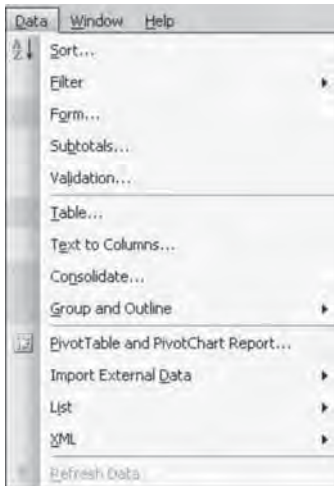 Data Window Help
Sort...
Filter
Form...
Subtotals...
Validation...
Table...
Text to Columns...
Consolidate...
Group and Outline
PivotTable and PivotChart Report...
Import External Data
List
XML
Refresh Data